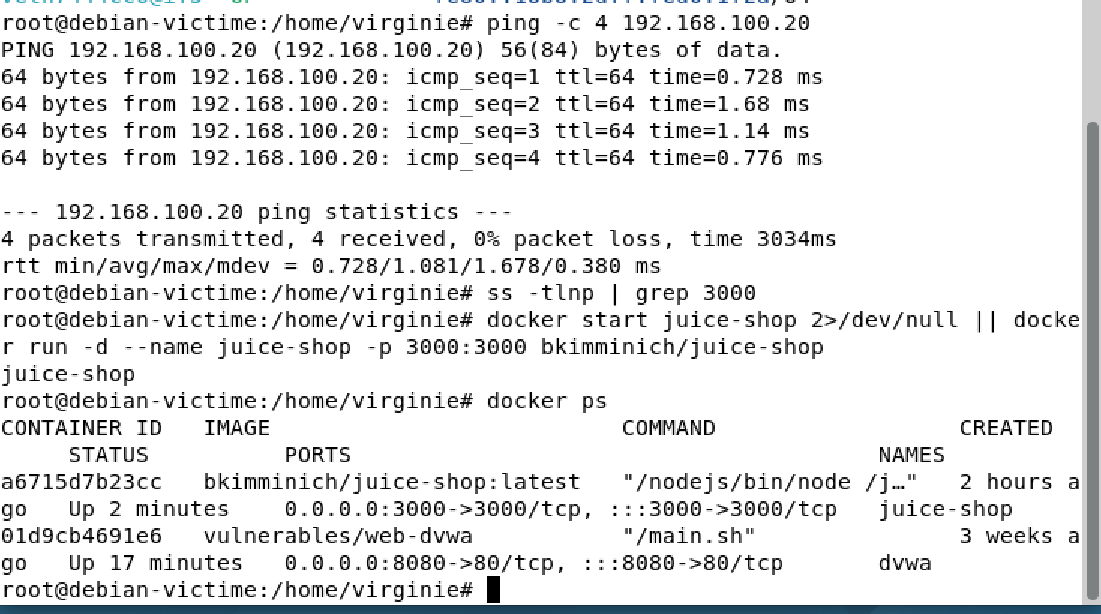 root@debian-victime:/home/virginie# ping -c 4 192.168.100.20
PING 192.168.100.20 (192.168.100.20) 56(84) bytes of data.
64 bytes from 192.168.100.20: icmp_seq=1 ttl=64 time=0.728 ms
64 bytes from 192.168.100.20: icmp_seq=2 ttl=64 time=1.68 ms
64 bytes from 192.168.100.20: icmp_seq=3 ttl=64 time=1.14 ms
64 bytes from 192.168.100.20: icmp_seq=4 ttl=64 time=0.776 ms
--- 192.168.100.20 ping statistics ---
4 packets transmitted, 4 received, 0% packet loss, time 3034ms
rtt min/avg/max/mdev = 0.728/1.081/1.678/0.380 ms
root@debian-victime:/home/virginie# ss -tlnp | grep 3000
root@debian-victime:/home/virginie# docker start juice-shop 2>/dev/null || docke
r run -d --name juice-shop -p 3000:3000 bkimminich/juice-shop
juice-shop
root@debian-victime:/home/virginie# docker ps
CONTAINER ID   IMAGE                          COMMAND                  CREATED
     STATUS          PORTS                                       NAMES
a6715d7b23cc   bkimminich/juice-shop:latest   "/nodejs/bin/node /j…"   2 hours a
go   Up 2 minutes    0.0.0.0:3000->3000/tcp, :::3000->3000/tcp   juice-shop
01d9cb4691e6   vulnerables/web-dvwa           "/main.sh"               3 weeks a
go   Up 17 minutes   0.0.0.0:8080->80/tcp, :::8080->80/tcp       dvwa
root@debian-victime:/home/virginie#